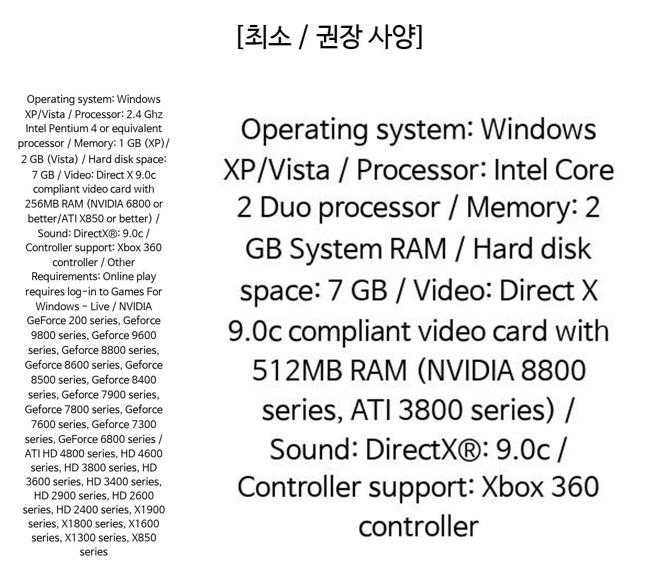 [최소 / 권장 사양]
Operating system: Windows
XP/Vista / Processor: 2.4 Ghz
Intel Pentium 4 or equivalent
processor / Memory: 1 GB (XP)/
2 GB (Vista) / Hard disk space:
7 GB / Video: Direct X 9.0c
compliant video card with
256MB RAM (NVIDIA 6800 or
better/ATI X850 or better) /
Sound: DirectX®: 9.0c /
Controller support: Xbox 360
controller / Other
Requirements: Online play
requires log-in to Games For
Windows - Live / NVIDIA
GeForce 200 series, Geforce
9800 series, Geforce 9600
series, Geforce 8800 series,
Geforce 8600 series, Geforce
8500 series, Geforce 8400
series, Geforce 7900 series,
Geforce 7800 series, Geforce
7600 series, Geforce 7300
series, GeForce 6800 series /
ATI HD 4800 series, HD 4600
series, HD 3800 series, HD
3600 series, HD 3400 series,
HD 2900 series, HD 2600
series, HD 2400 series, X1900
series, X1800 series, X1600
series, X1300 series, X850
series
Operating system: Windows
XP/Vista / Processor: Intel Core
2 Duo processor / Memory: 2
GB System RAM / Hard disk
space: 7 GB / Video: Direct X
9.0c compliant video card with
512MB RAM (NVIDIA 8800
series, ATI 3800 series) /
Sound: DirectX®: 9.0c /
Controller support: Xbox 360
controller